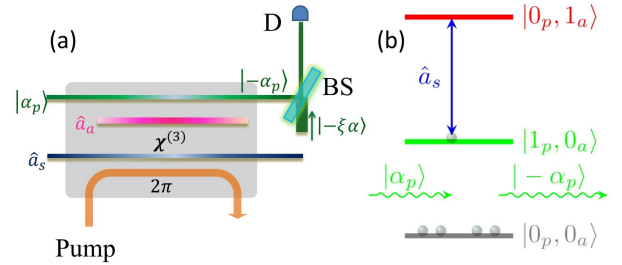 (a)
D
BS
|α_p⟩
|−α_p⟩
â_a
|−ξα⟩
χ^(3)
â_s
2π
Pump
(b)
|0_p, 1_a⟩
â_s
|1_p, 0_a⟩
|α_p⟩
|− α_p⟩
|0_p, 0_a⟩